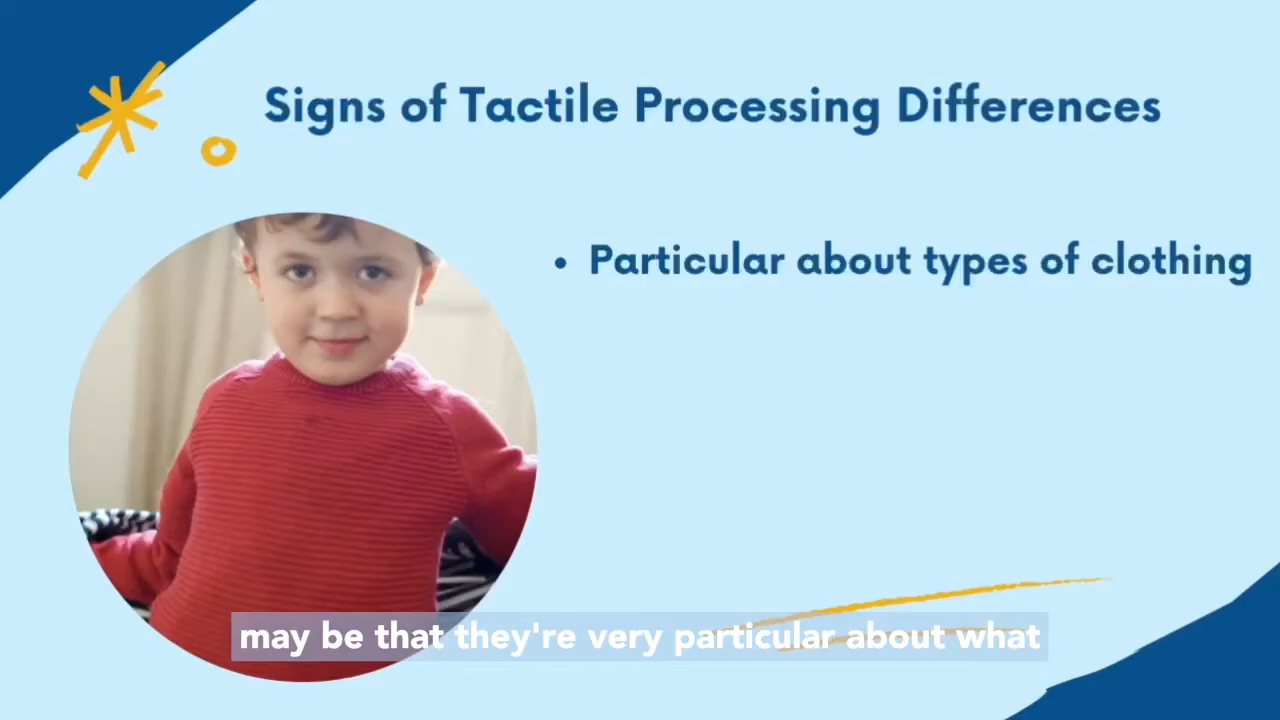 Signs of Tactile Processing Differences
• Particular about types of clothing
may be that they're very particular about what